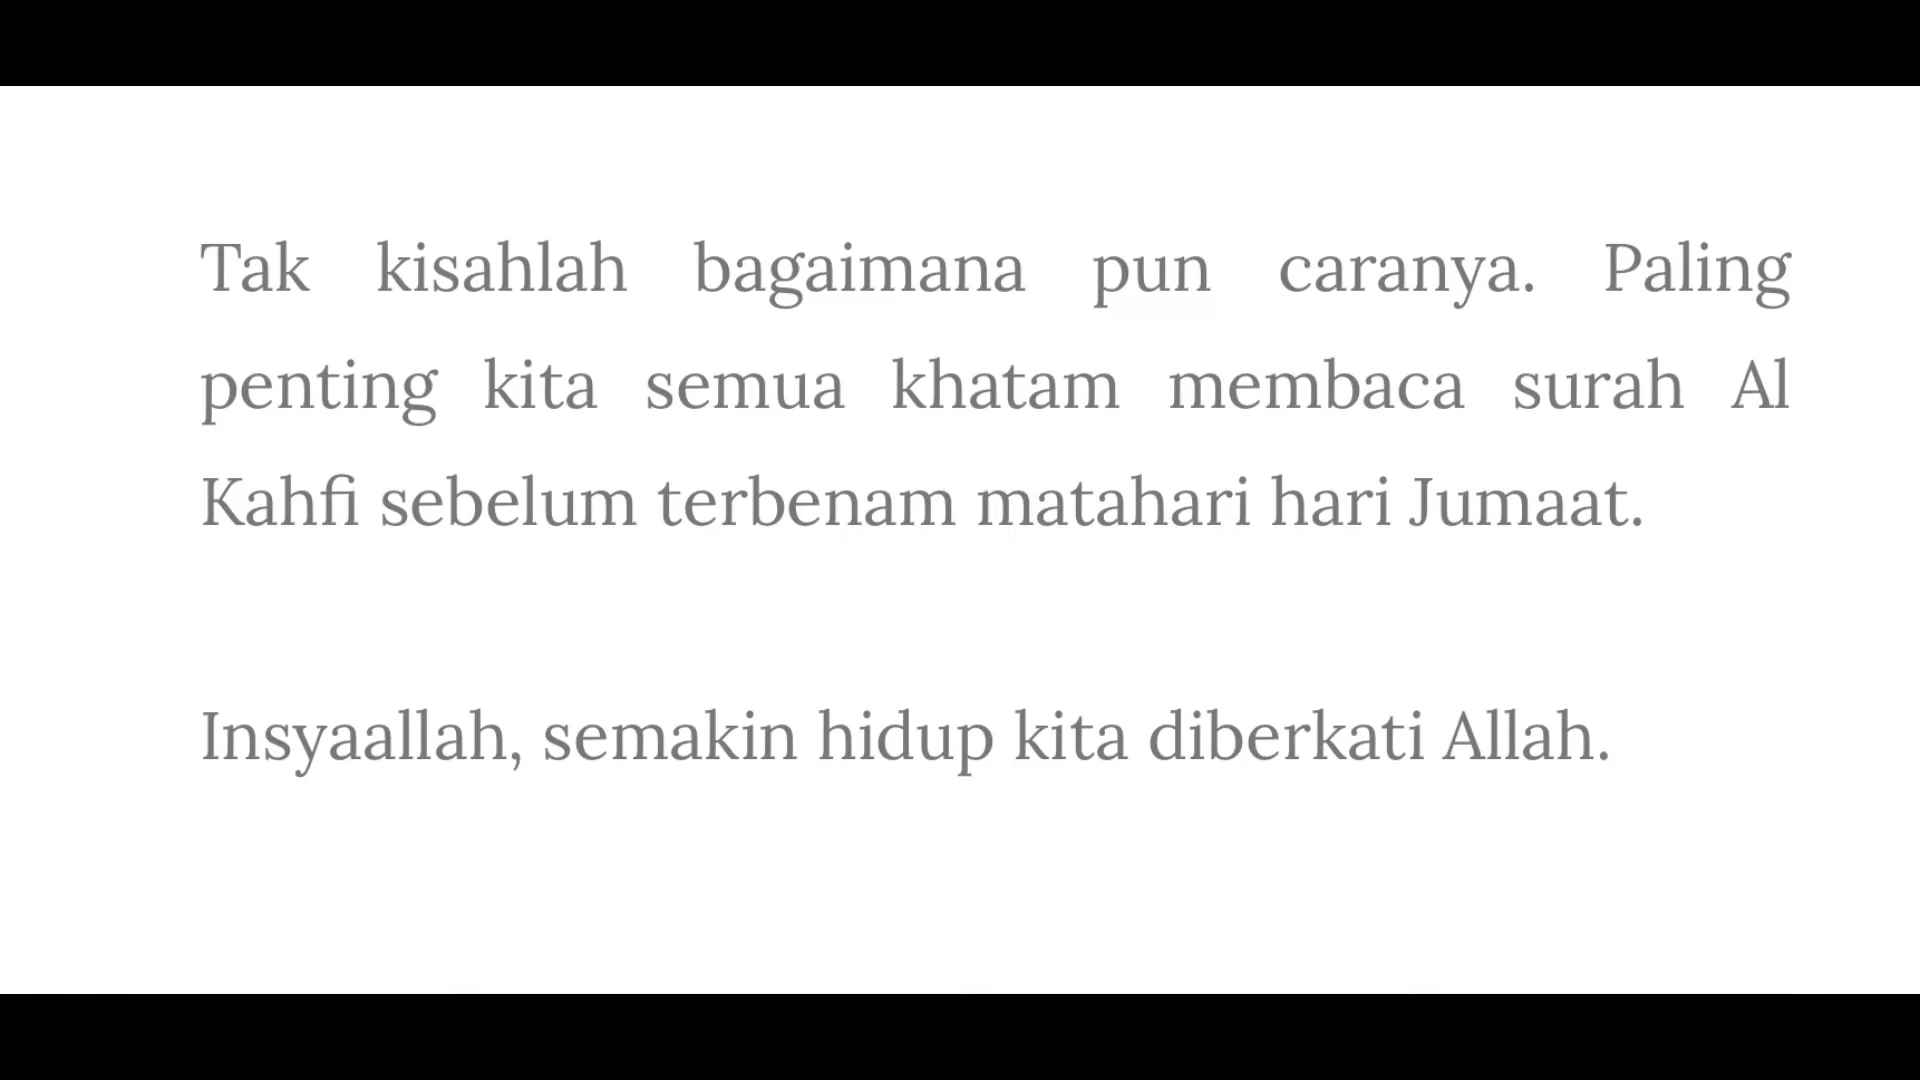 Tak kisahlah bagaimana pun caranya. Paling
penting kita semua khatam membaca surah Al
Kahfi sebelum terbenam matahari hari Jumaat.
Insyaallah, semakin hidup kita diberkati Allah.